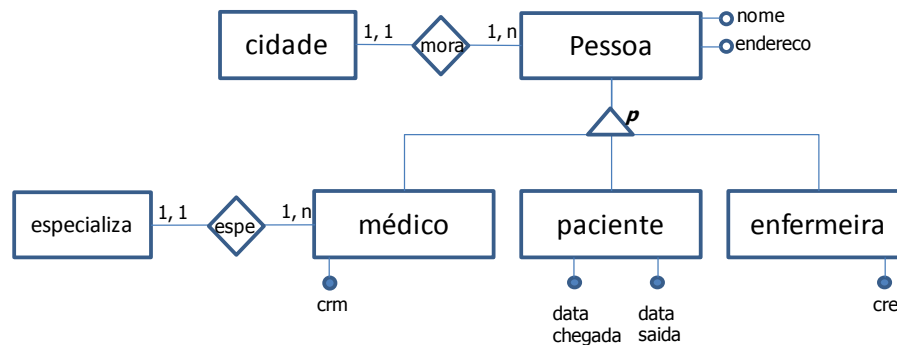 nome
cidade
1, 1
mora
1, n
Pessoa
endereco
p
especializa
1, 1
espe
1, n
médico
paciente
enfermeira
crm
data
chegada
data
saida
cre